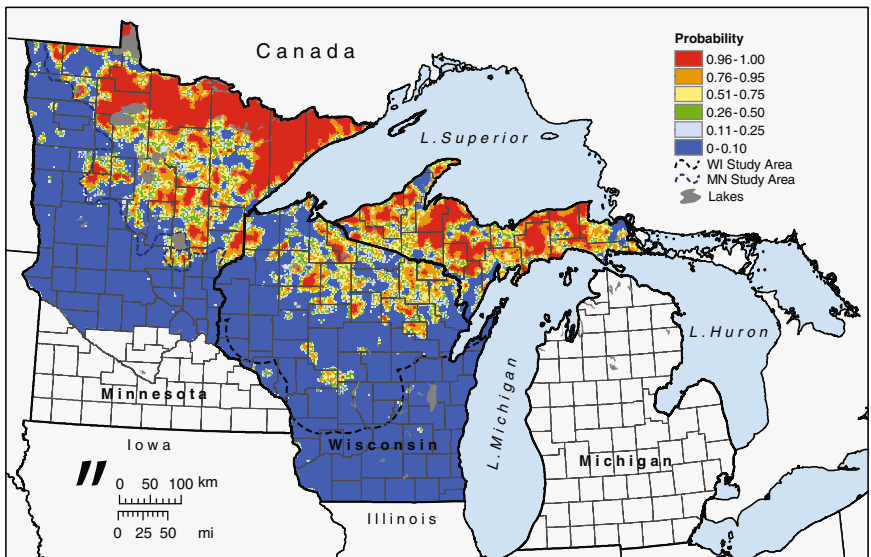 Canada
Probability
0.96-1.00
0.76-0.95
0.51-0.75
0.26-0.50
0.11-0.25
0-0.10
WI Study Area
MN Study Area
Lakes
L.Superior
L.Huron
L.Michigan
Minnesota
Iowa
Wisconsin
Michigan
Illinois
0 50 100 km
0 25 50 mi